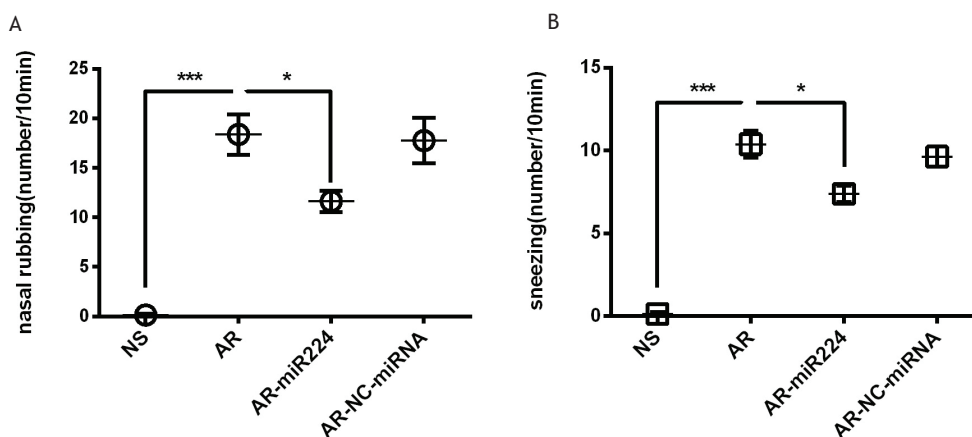 A
nasal rubbing(number/10min)
25
20
15
10
5
0
***
*
NS
AR
AR-miR224
AR-NC-miRNA
B
sneezing(number/10min)
15
10
5
0
***
*
NS
AR
AR-miR224
AR-NC-miRNA